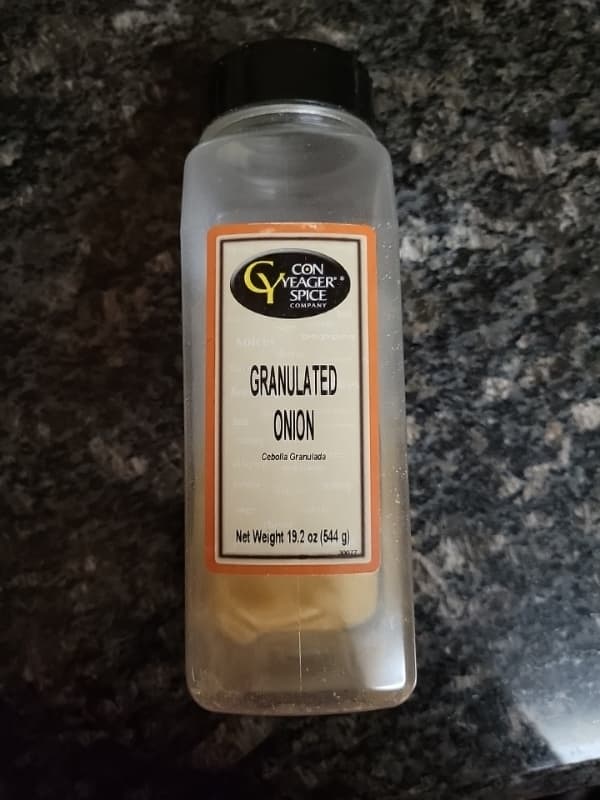 CY
CON
YEAGER
SPICE
COMPANY
GRANULATED
ONION
Cebolla Granulada
Net Weight 19.2 oz (544 g)